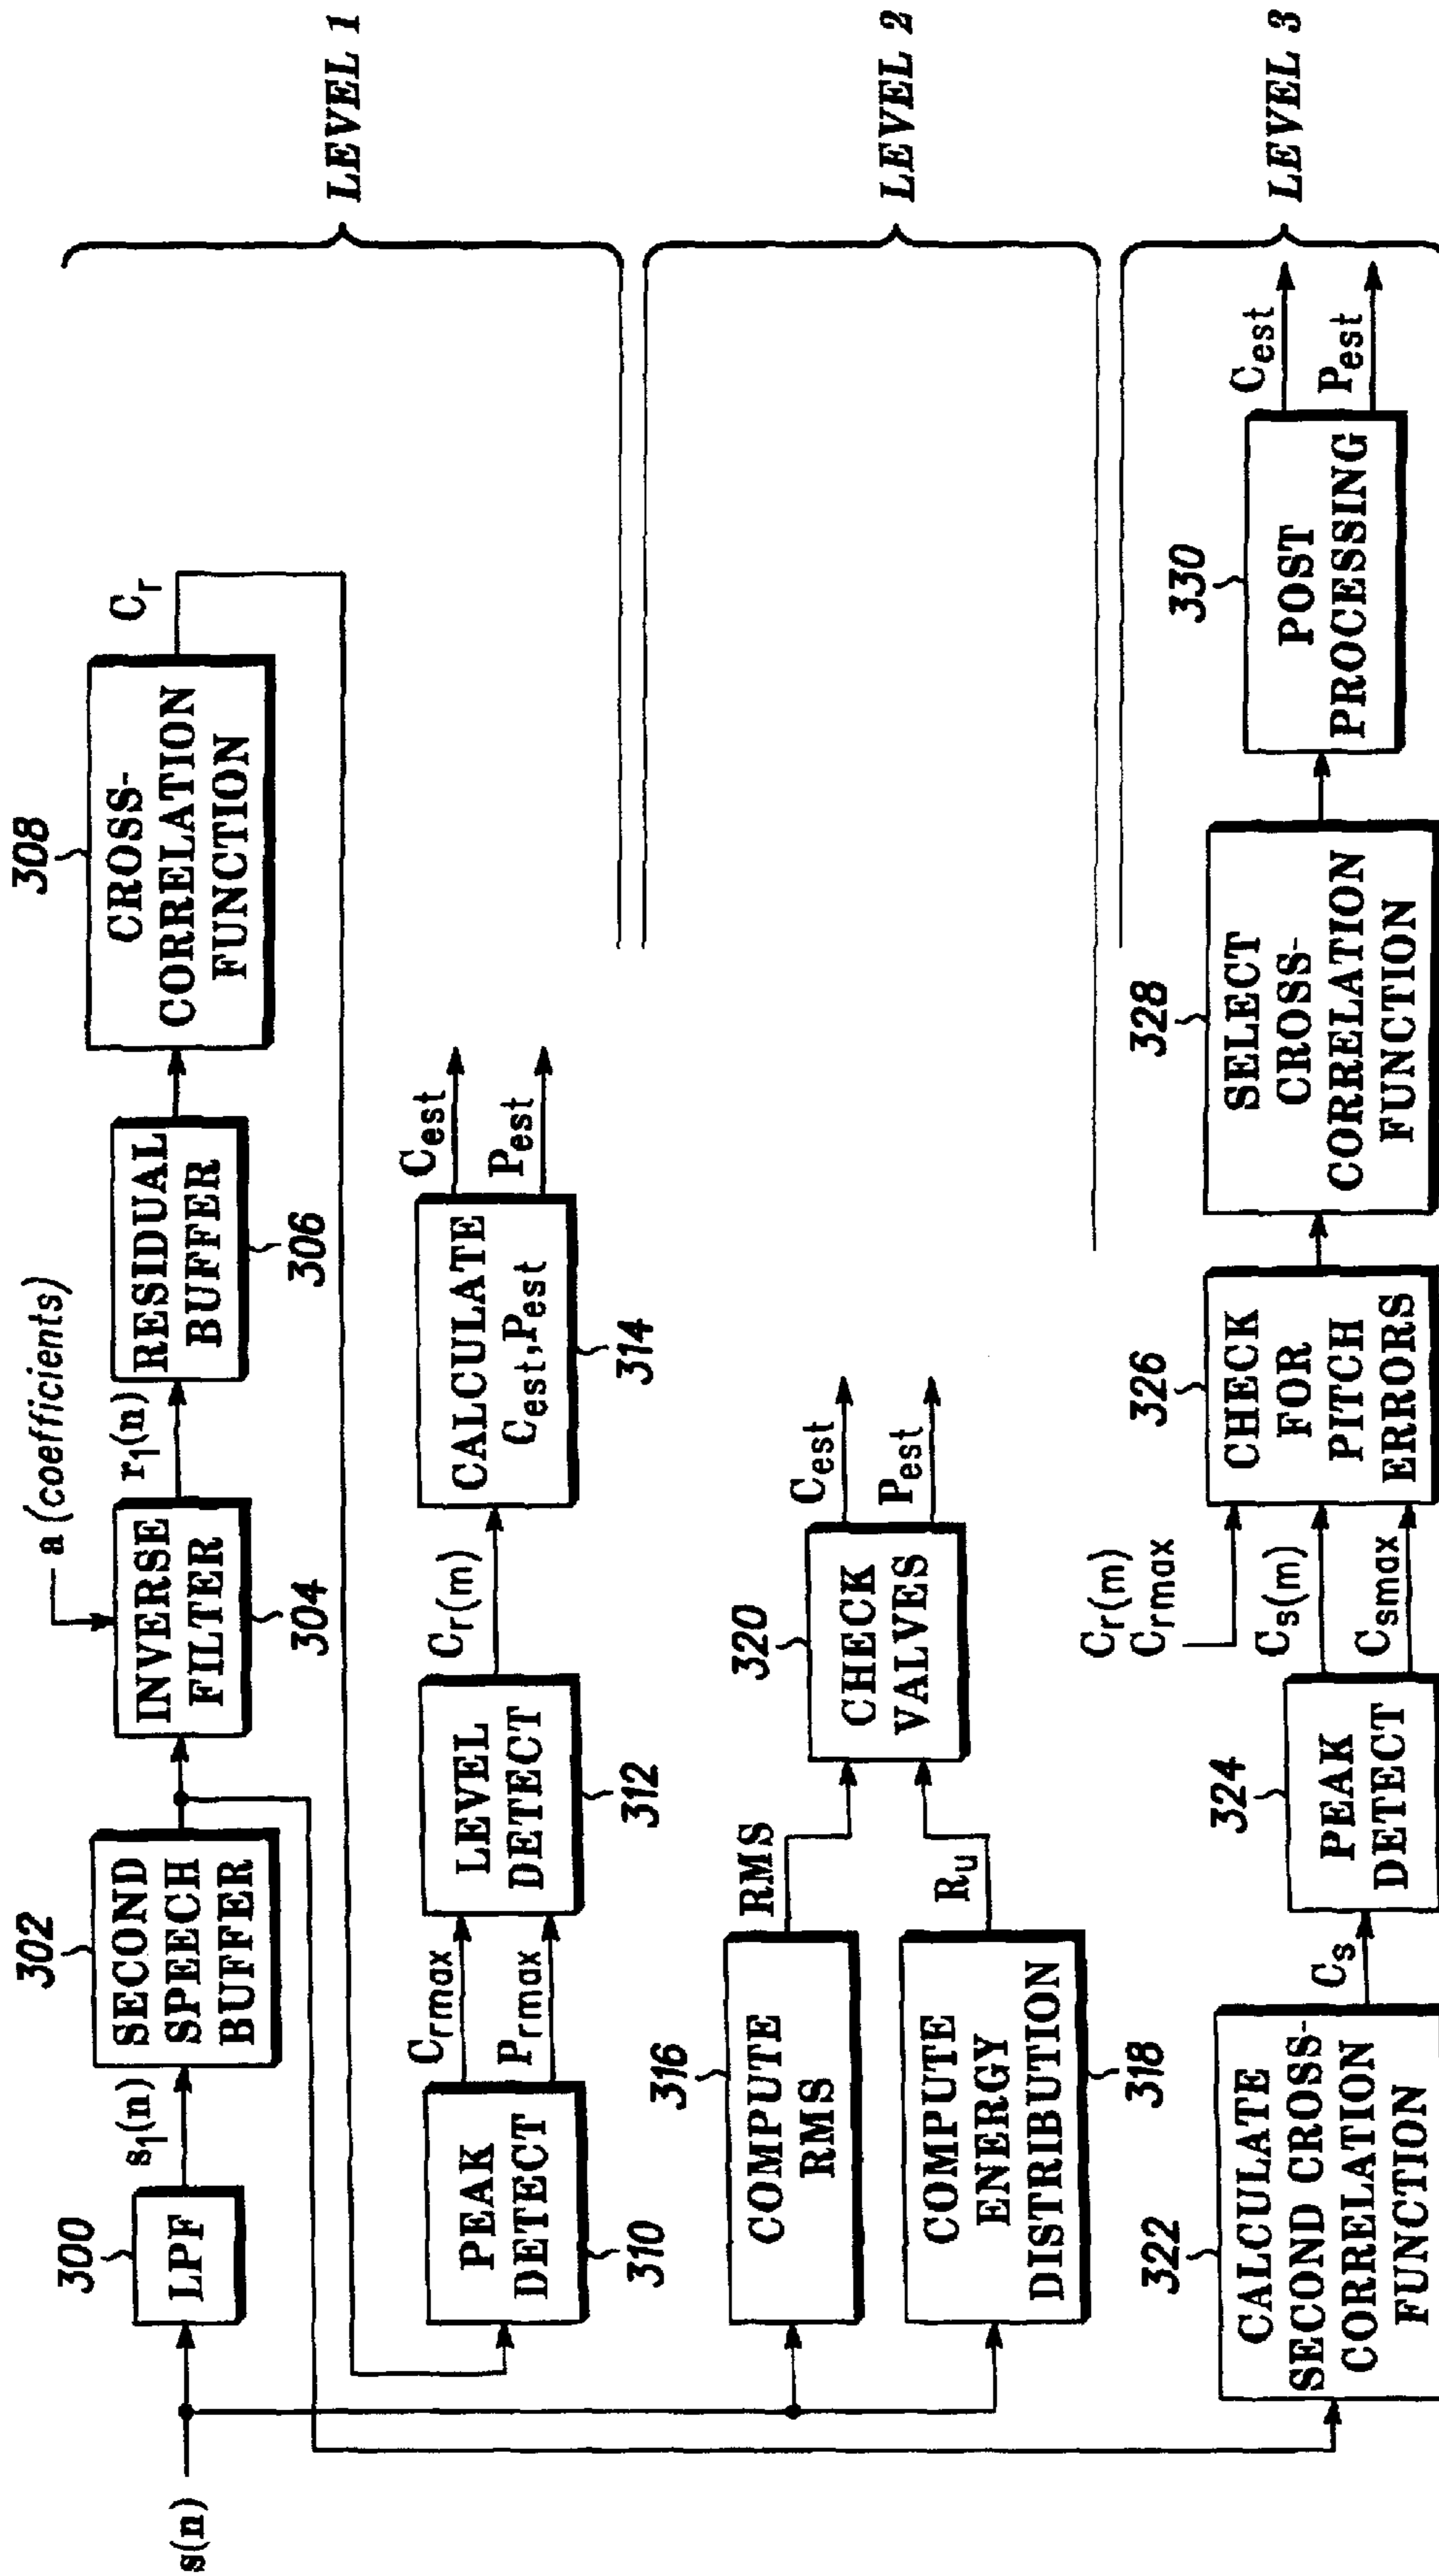 s(n)
300
LPF
s1(n)
302
SECOND
SPEECH
BUFFER
a (coefficients)
INVERSE
FILTER
304
r1(n)
RESIDUAL
BUFFER
306
308
CROSS-
CORRELATION
FUNCTION
Cr
LEVEL 1
PEAK
DETECT
310
Crmax
Prmax
LEVEL
DETECT
312
Cr(m)
CALCULATE
Cest,Pest
314
Cest
Pest
316
COMPUTE
RMS
RMS
COMPUTE
ENERGY
DISTRIBUTION
318
Ru
320
CHECK
VALVES
Cest
Pest
LEVEL 2
322
CALCULATE
SECOND CROSS-
CORRELATION
FUNCTION
Cs
324
PEAK
DETECT
Cr(m)
Crmax
Cs(m)
Csmax
326
CHECK
FOR
PITCH
ERRORS
328
SELECT
CROSS-
CORRELATION
FUNCTION
330
POST
PROCESSING
Cest
Pest
LEVEL 3